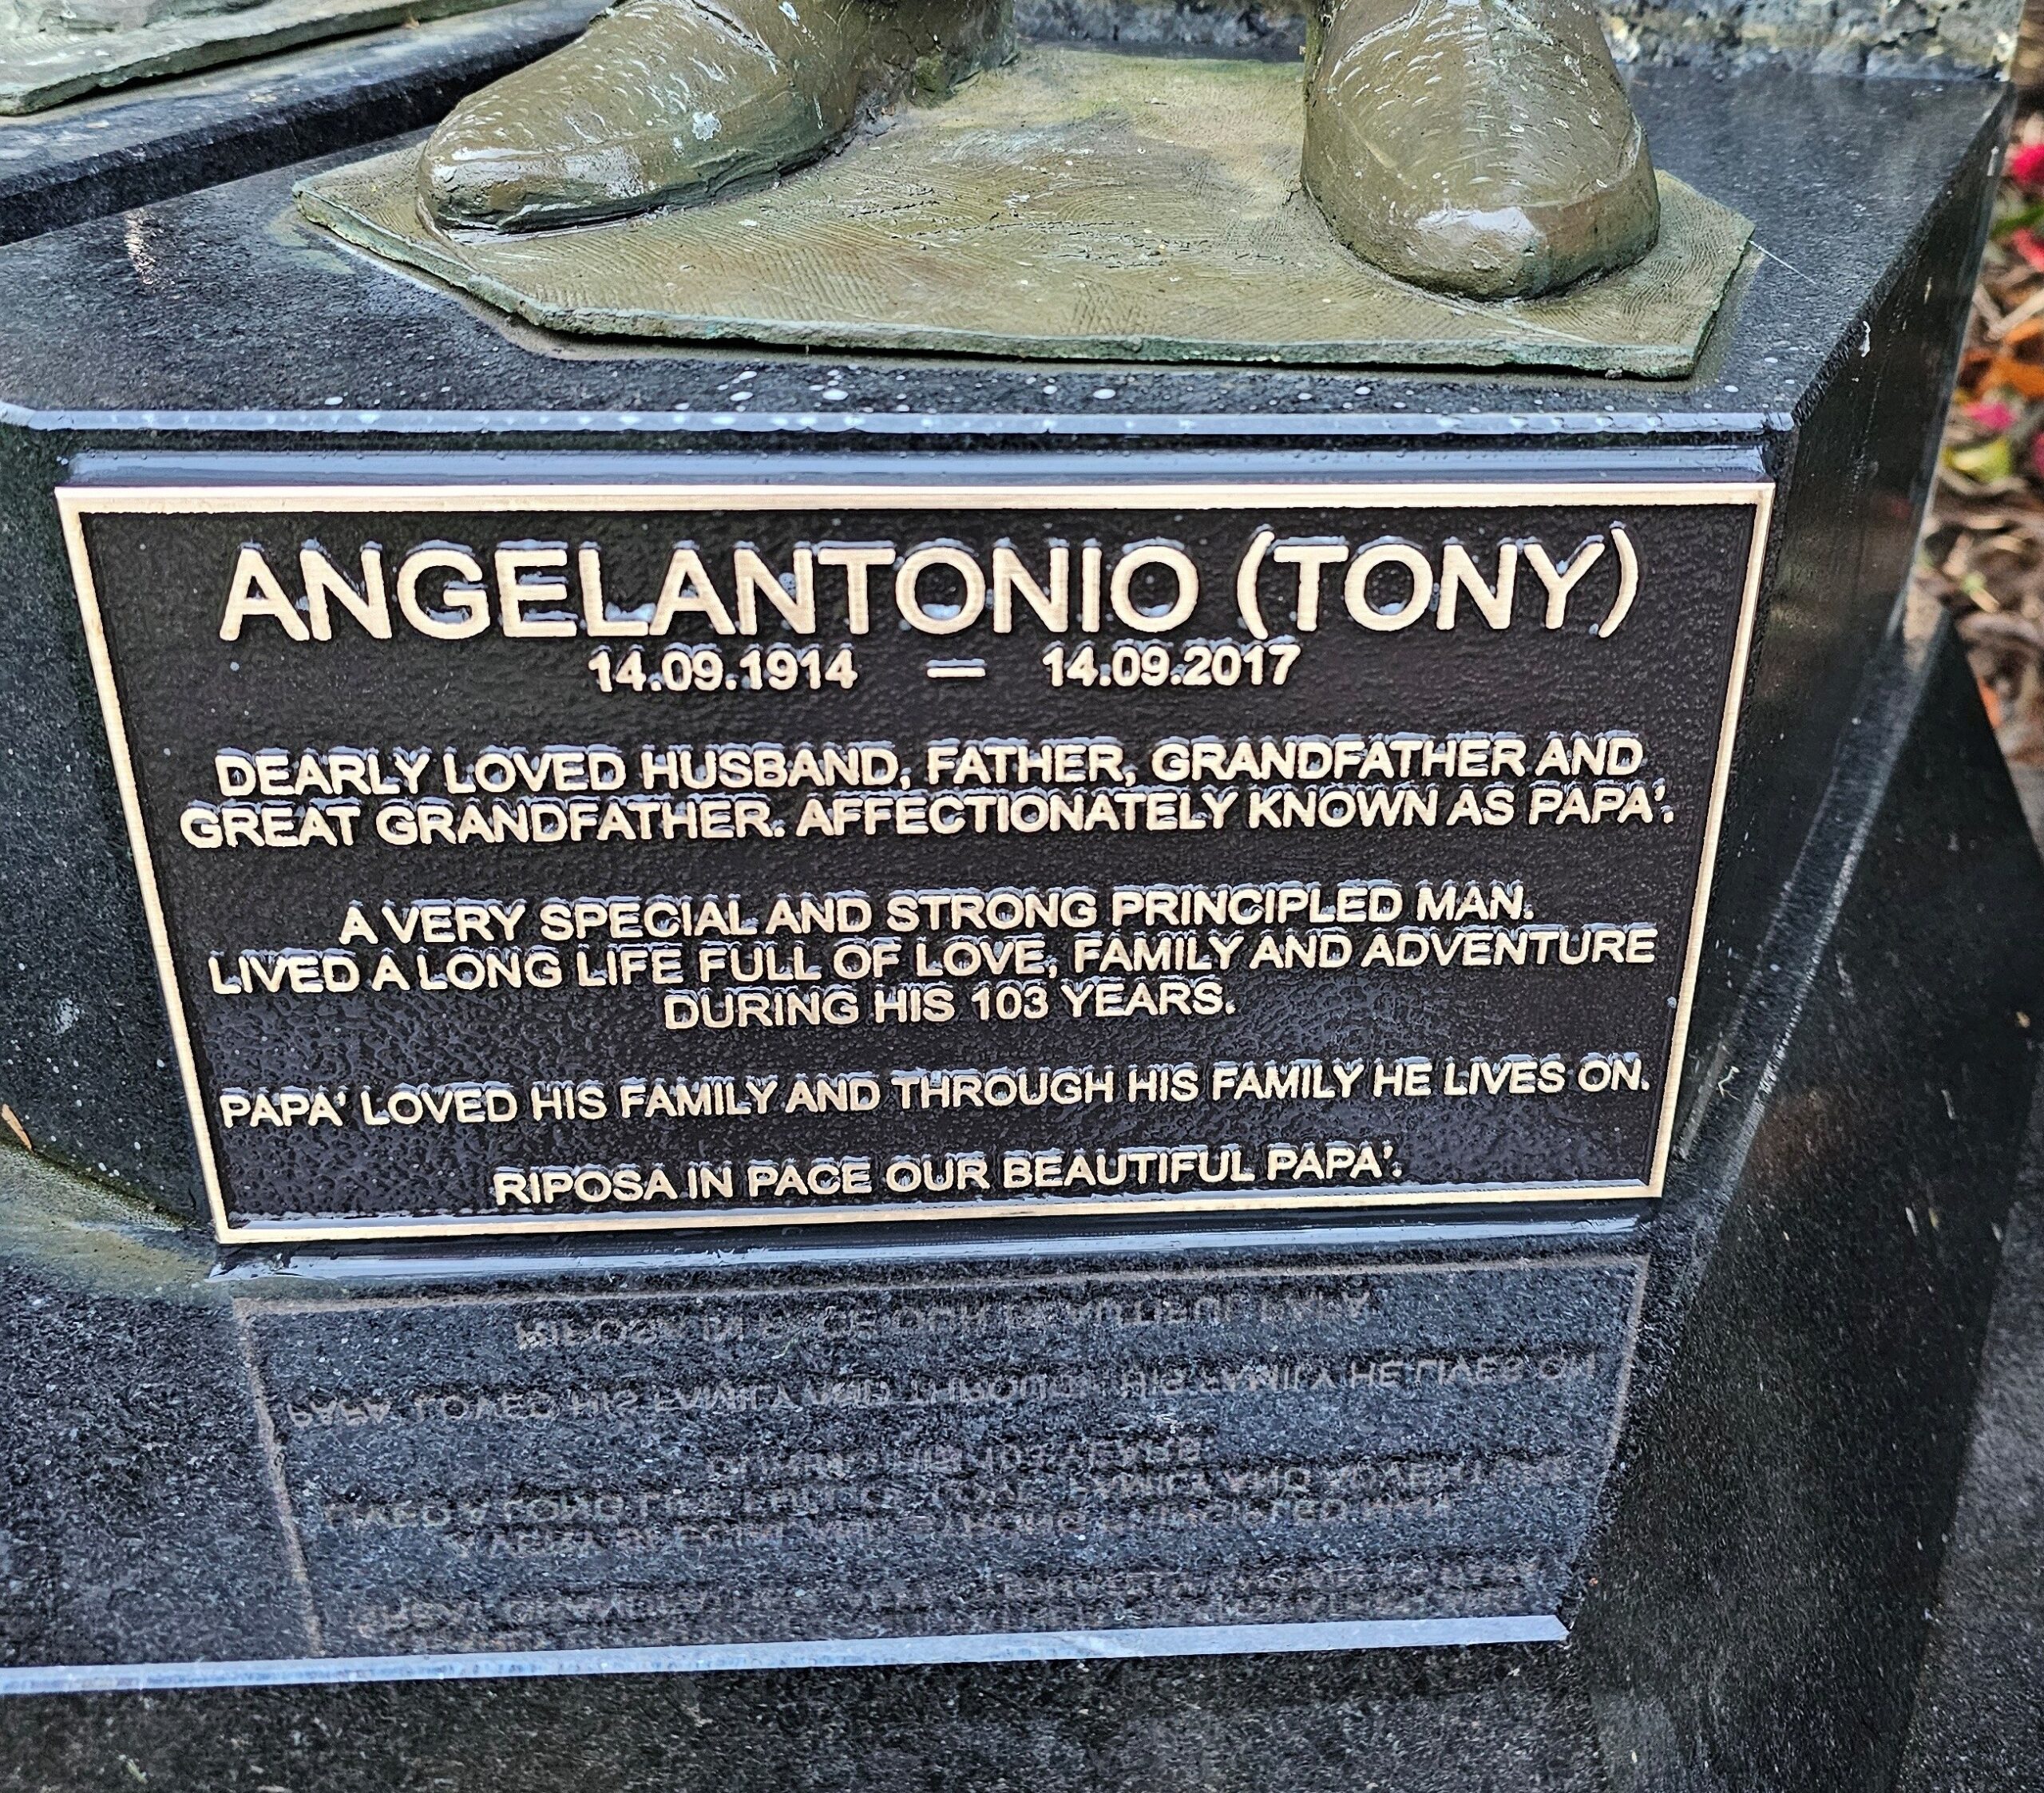 ANGELANTONIO (TONY)
14.09.1914 — 14.09.2017
DEARLY LOVED HUSBAND, FATHER, GRANDFATHER AND
GREAT GRANDFATHER. AFFECTIONATELY KNOWN AS PAPA'.
A VERY SPECIAL AND STRONG PRINCIPLED MAN.
LIVED A LONG LIFE FULL OF LOVE, FAMILY AND ADVENTURE
DURING HIS 103 YEARS.
PAPA' LOVED HIS FAMILY AND THROUGH HIS FAMILY HE LIVES ON.
RIPOSA IN PACE OUR BEAUTIFUL PAPA'.